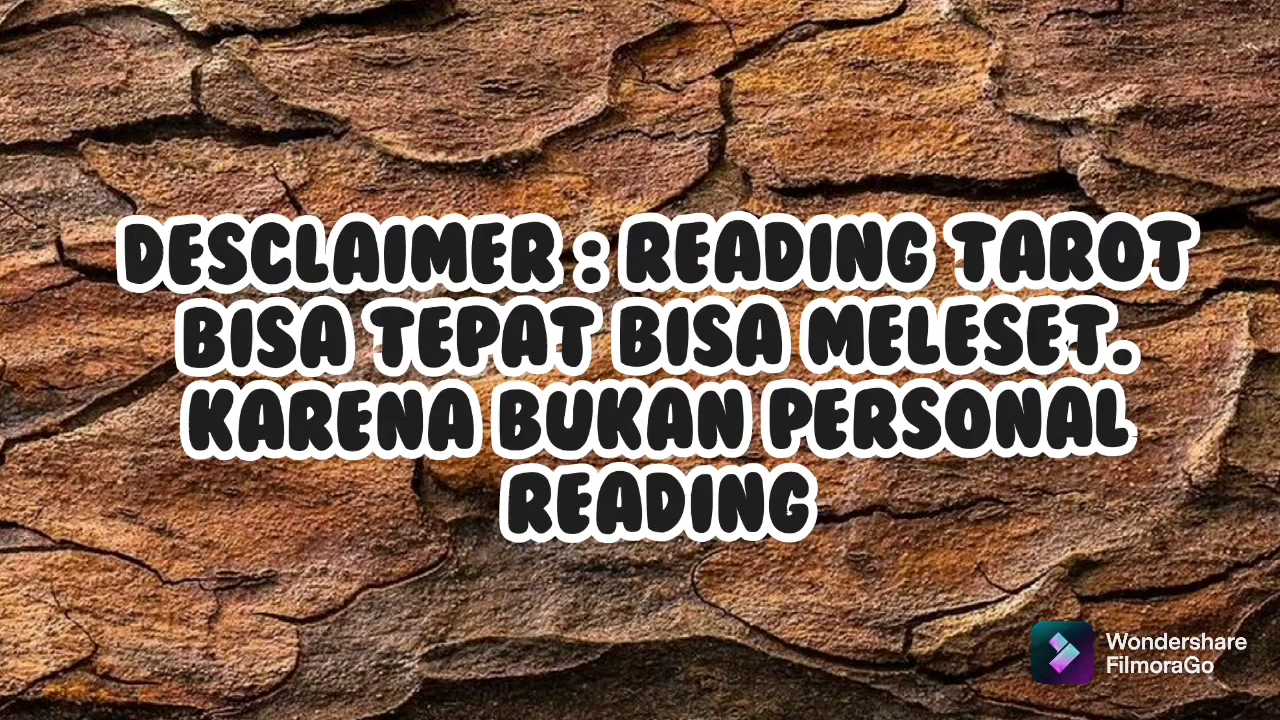 DESCLAIMER : READING TAROT
BISA TEPAT BISA MELESET.
KARENA BUKAN PERSONAL
READING
Wondershare
FilmoraGo